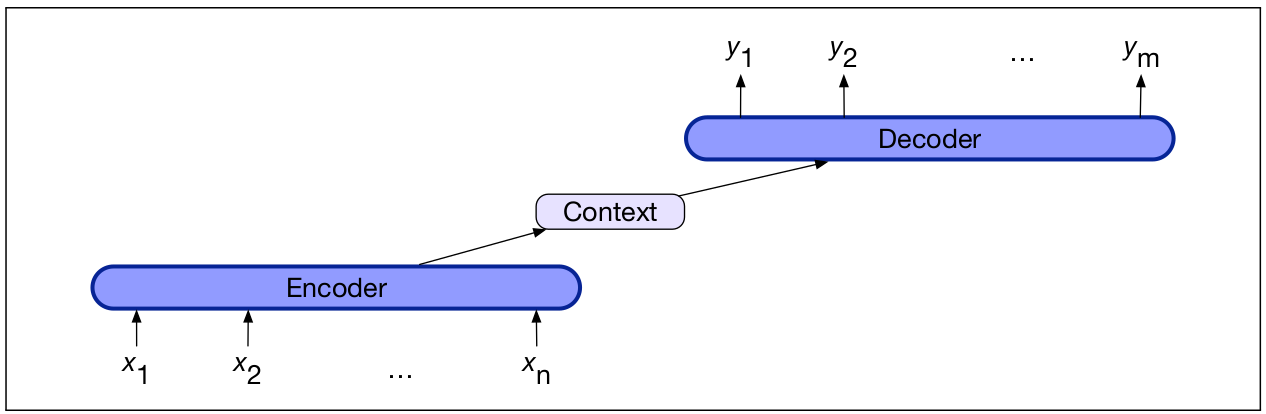 y1 y2 ... ym
Decoder
Context
Encoder
x1 x2 ... xn